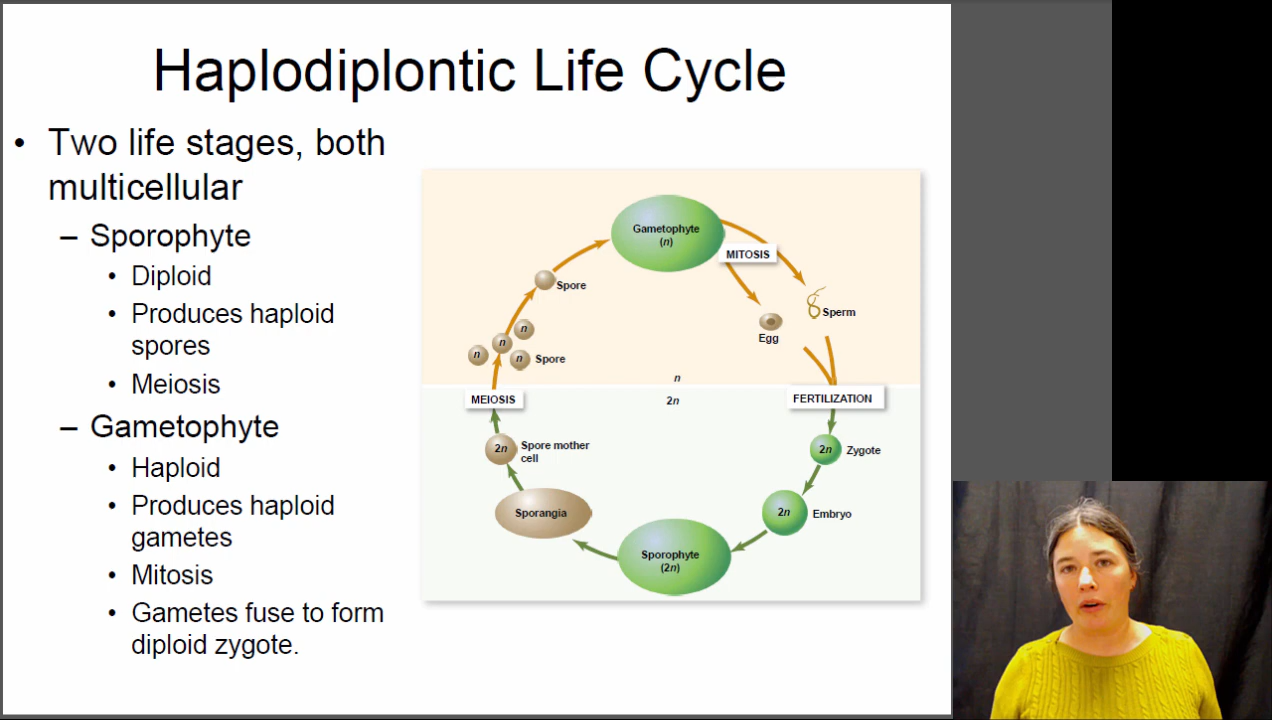 Haplodiplontic Life Cycle
• Two life stages, both
multicellular
– Sporophyte
• Diploid
• Produces haploid
spores
• Meiosis
– Gametophyte
• Haploid
• Produces haploid
gametes
• Mitosis
• Gametes fuse to form
diploid zygote.
Gametophyte
(n)
MITOSIS
Sperm
Egg
Spore
n
n
n
n
Spore
n
2n
MEIOSIS
FERTILIZATION
2n
Spore mother
cell
2n
Zygote
Sporangia
2n
Embryo
Sporophyte
(2n)